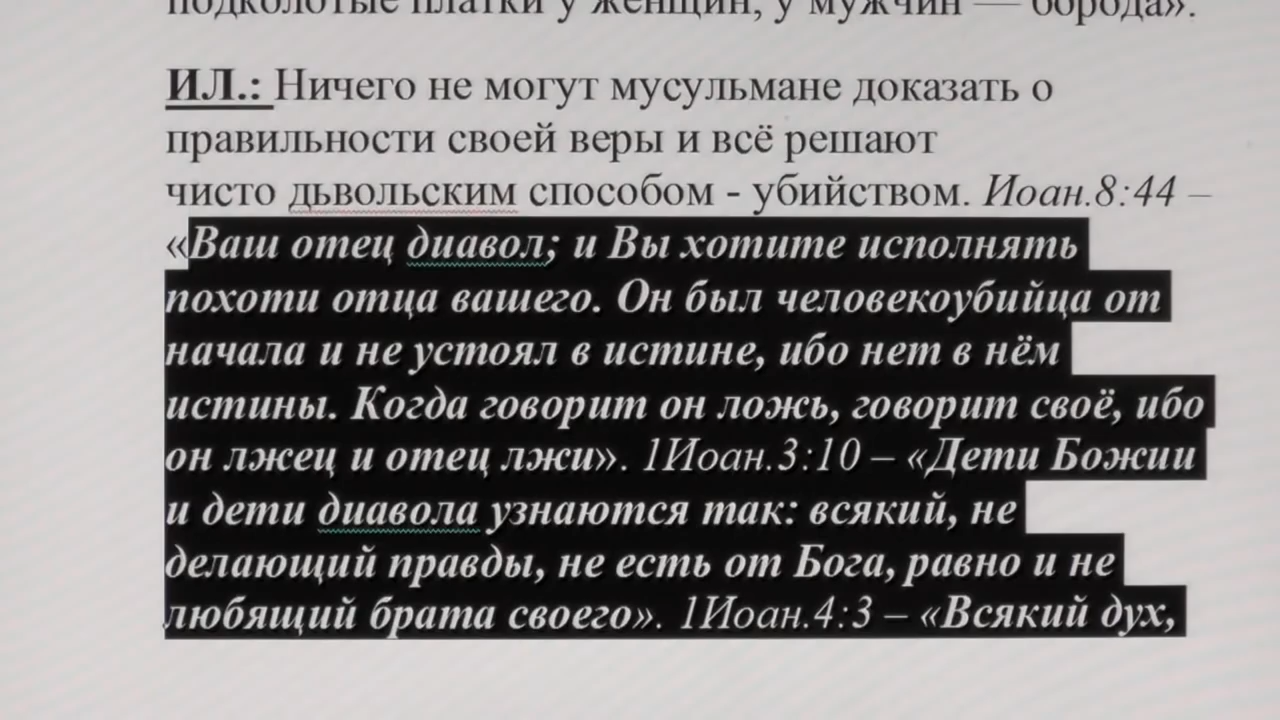 подколотые платки у женщин, у мужчин — борода».
ИЛ.: Ничего не могут мусульмане доказать о
правильности своей веры и всё решают
чисто дьвольским способом - убийством. Иоан.8:44 –
«Ваш отец диавол; и Вы хотите исполнять
похоти отца вашего. Он был человекоубийца от
начала и не устоял в истине, ибо нет в нём
истины. Когда говорит он ложь, говорит своё, ибо
он лжец и отец лжи». 1Иоан.3:10 – «Дети Божии
и дети диавола узнаются так: всякий, не
делающий правды, не есть от Бога, равно и не
любящий брата своего». 1Иоан.4:3 – «Всякий дух,